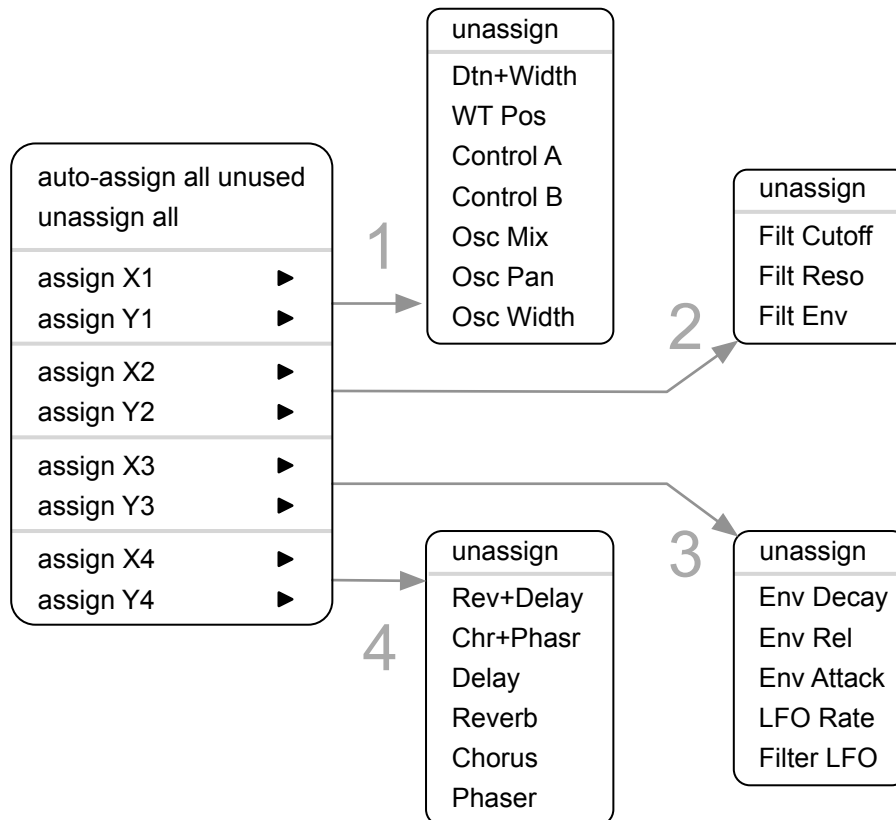 auto-assign all unused
unassign all
assign X1
assign Y1
assign X2
assign Y2
assign X3
assign Y3
assign X4
assign Y4
1
unassign
Dtn+Width
WT Pos
Control A
Control B
Osc Mix
Osc Pan
Osc Width
2
unassign
Filt Cutoff
Filt Reso
Filt Env
3
unassign
Env Decay
Env Rel
Env Attack
LFO Rate
Filter LFO
4
unassign
Rev+Delay
Chr+Phasr
Delay
Reverb
Chorus
Phaser